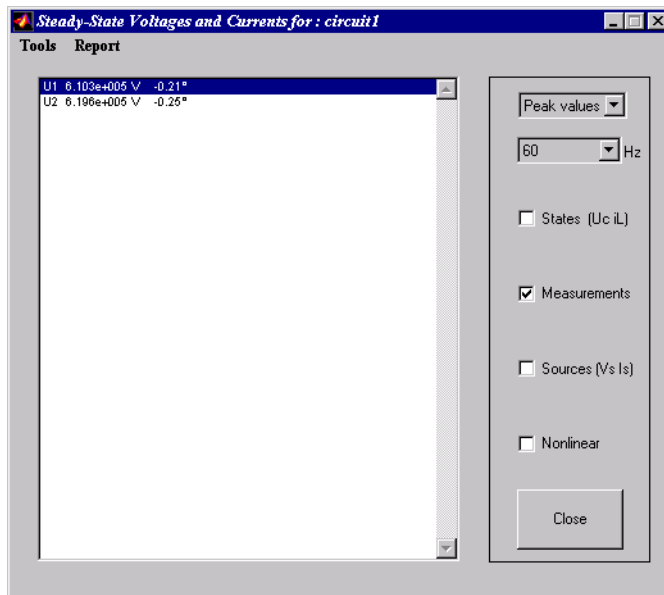 Steady-State Voltages and Currents for : circuit1
Tools Report
U1 6.103e+005 V -0.21°
U2 6.196e+005 V -0.25°
Peak values
60 Hz
States (Uc iL)
Measurements
Sources (Vs Is)
Nonlinear
Close